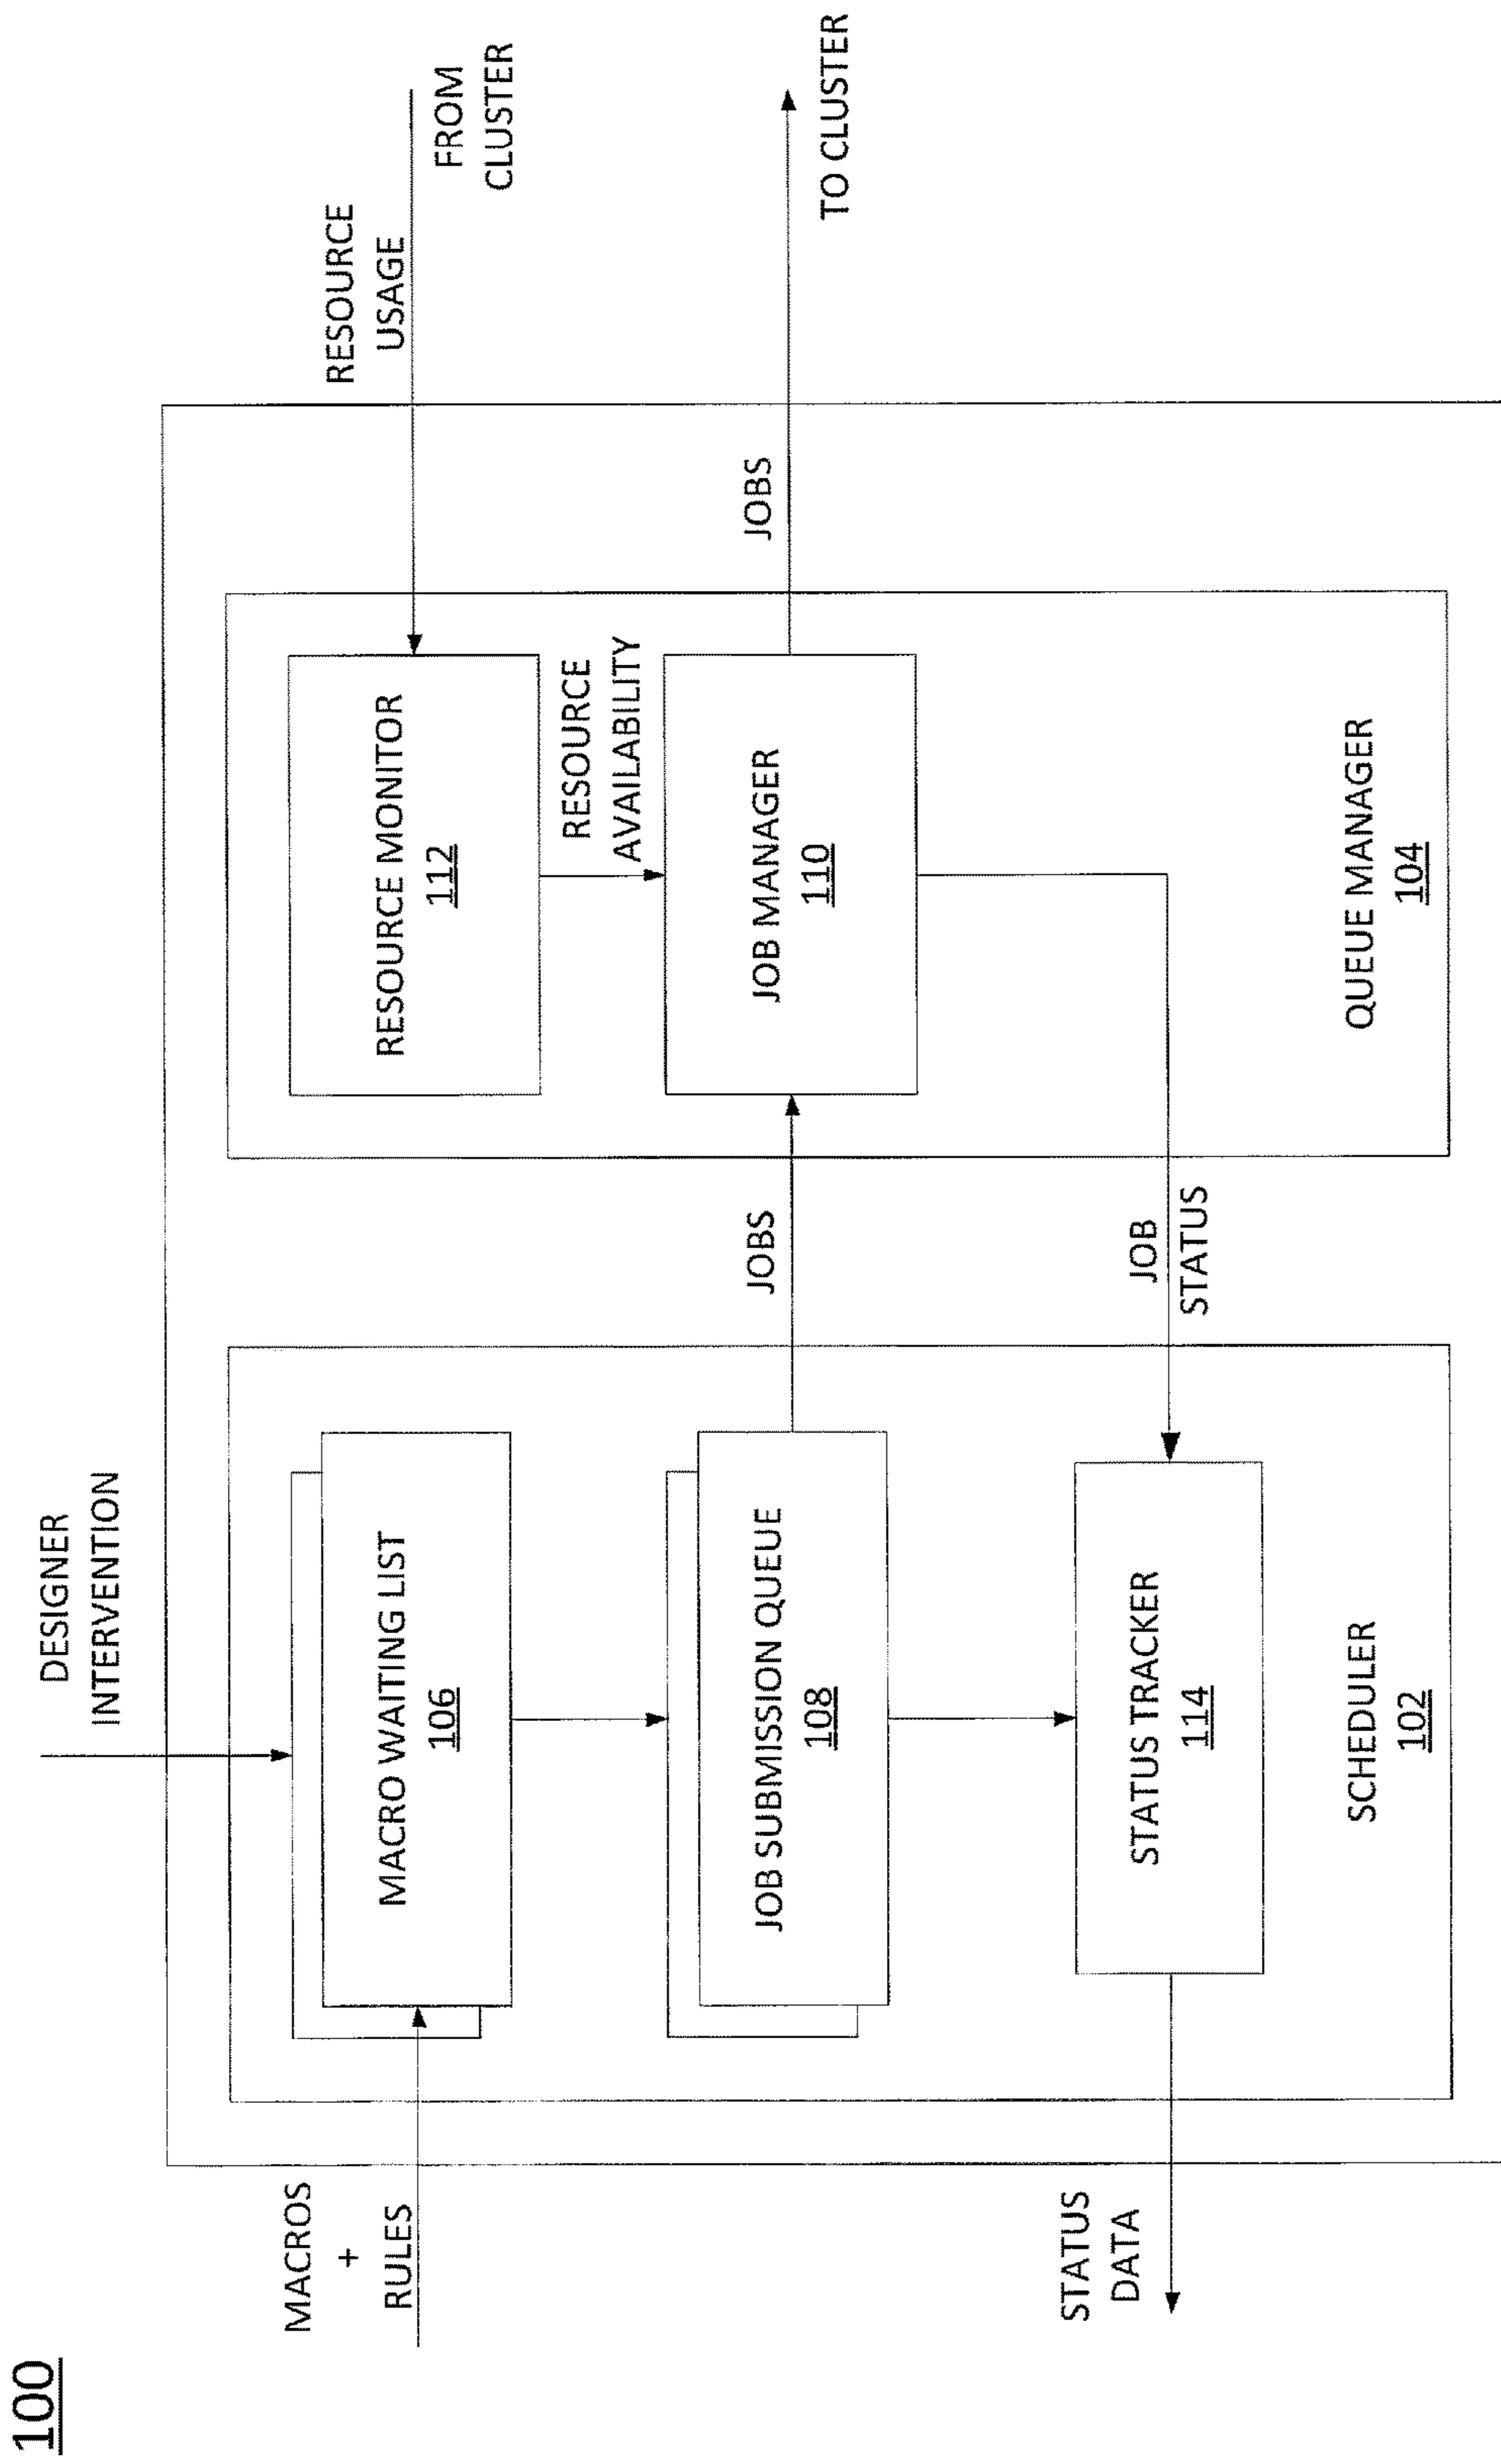 100
DESIGNER
INTERVENTION
MACROS
+
RULES
MACRO WAITING LIST
106
JOB SUBMISSION QUEUE
108
STATUS TRACKER
114
SCHEDULER
102
STATUS
DATA
JOBS
JOB
STATUS
RESOURCE MONITOR
112
RESOURCE
AVAILABILITY
JOB MANAGER
110
QUEUE MANAGER
104
RESOURCE
USAGE
FROM
CLUSTER
JOBS
TO CLUSTER